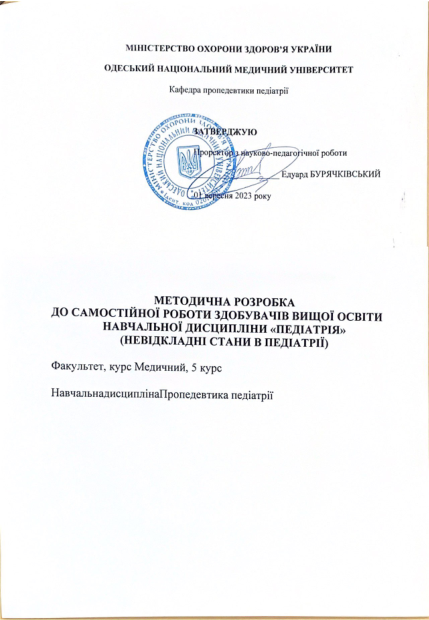 МІНІСТЕРСТВО ОХОРОНИ ЗДОРОВ'Я УКРАЇНИ
ОДЕСЬКИЙ НАЦІОНАЛЬНИЙ МЕДИЧНИЙ УНІВЕРСИТЕТ
Кафедра пропедевтики педіатрії
ЗАТВЕРДЖУЮ
Проректор з науково-педагогічної роботи
Едуард БУРЯЧКІВСЬКИЙ
01 вересня 2023 року
МЕТОДИЧНА РОЗРОБКА
ДО САМОСТІЙНОЇ РОБОТИ ЗДОБУВАЧІВ ВИЩОЇ ОСВІТИ
НАВЧАЛЬНОЇ ДИСЦИПЛІНИ «ПЕДІАТРІЯ»
(НЕВІДКЛАДНІ СТАНИ В ПЕДІАТРІЇ)
Факультет, курс Медичний, 5 курс
НавчальнадисциплінаПропедевтика педіатрії